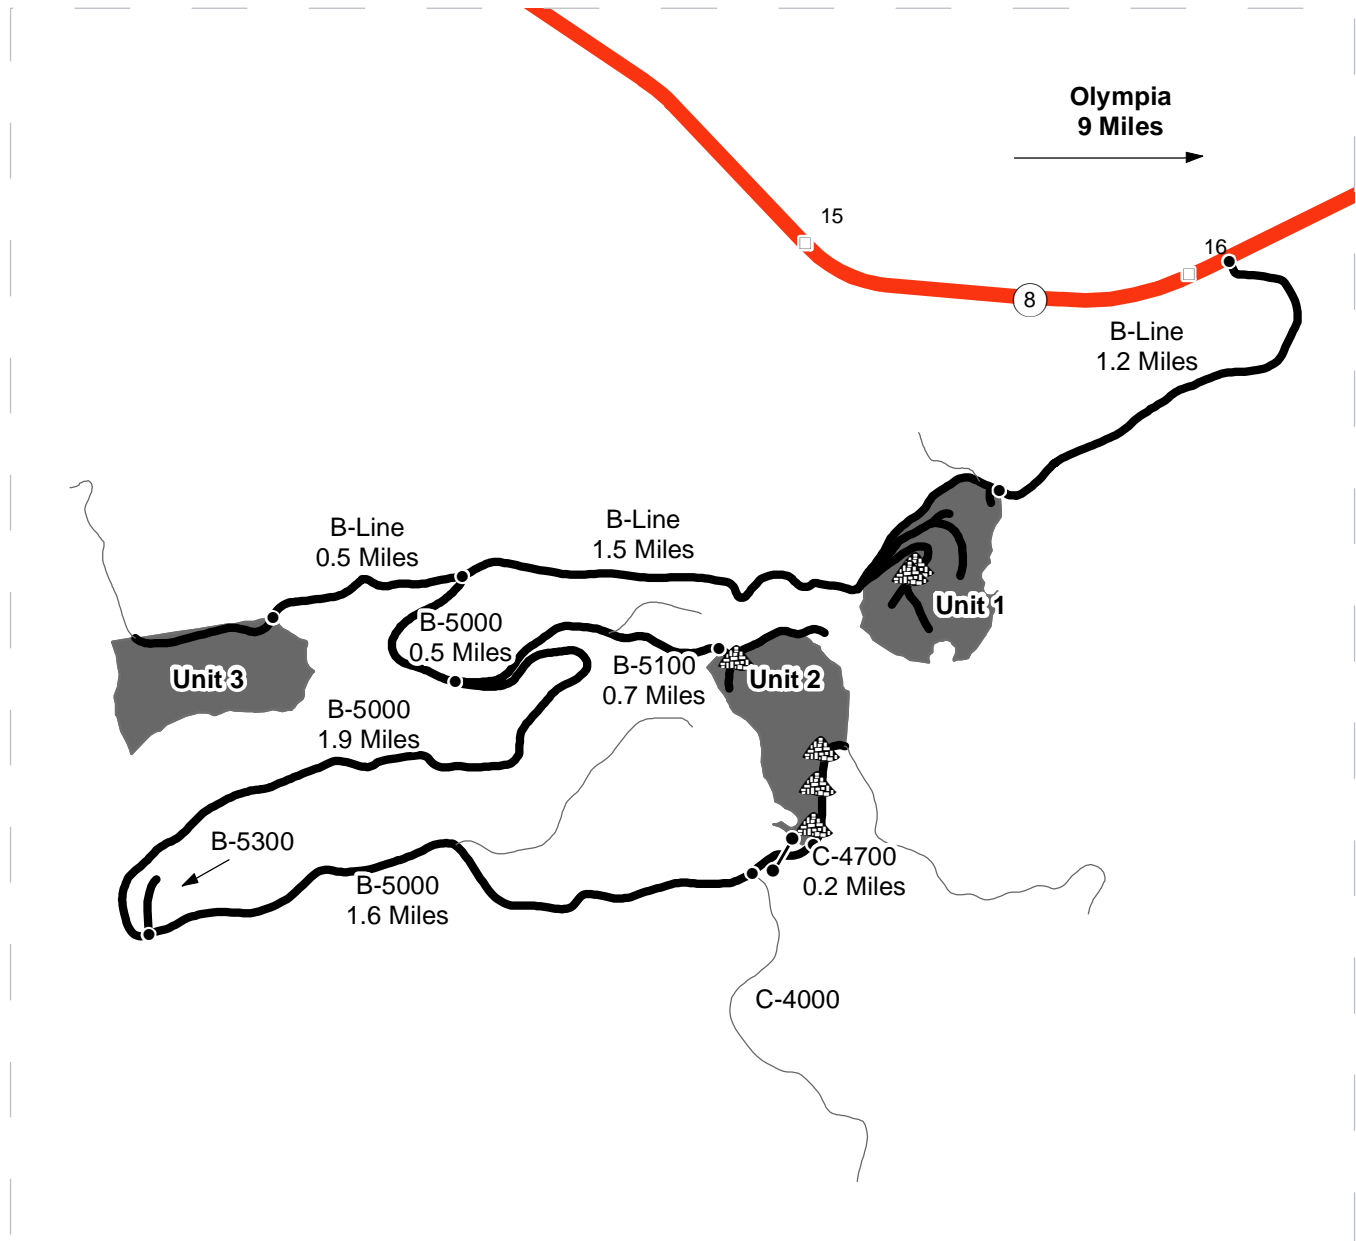 Olympia
9 Miles
15
16
8
B-Line
1.2 Miles
B-Line
1.5 Miles
B-Line
0.5 Miles
Unit 1
B-5000
0.5 Miles
B-5100
0.7 Miles
Unit 2
Unit 3
B-5000
1.9 Miles
B-5300
C-4700
0.2 Miles
B-5000
1.6 Miles
C-4000